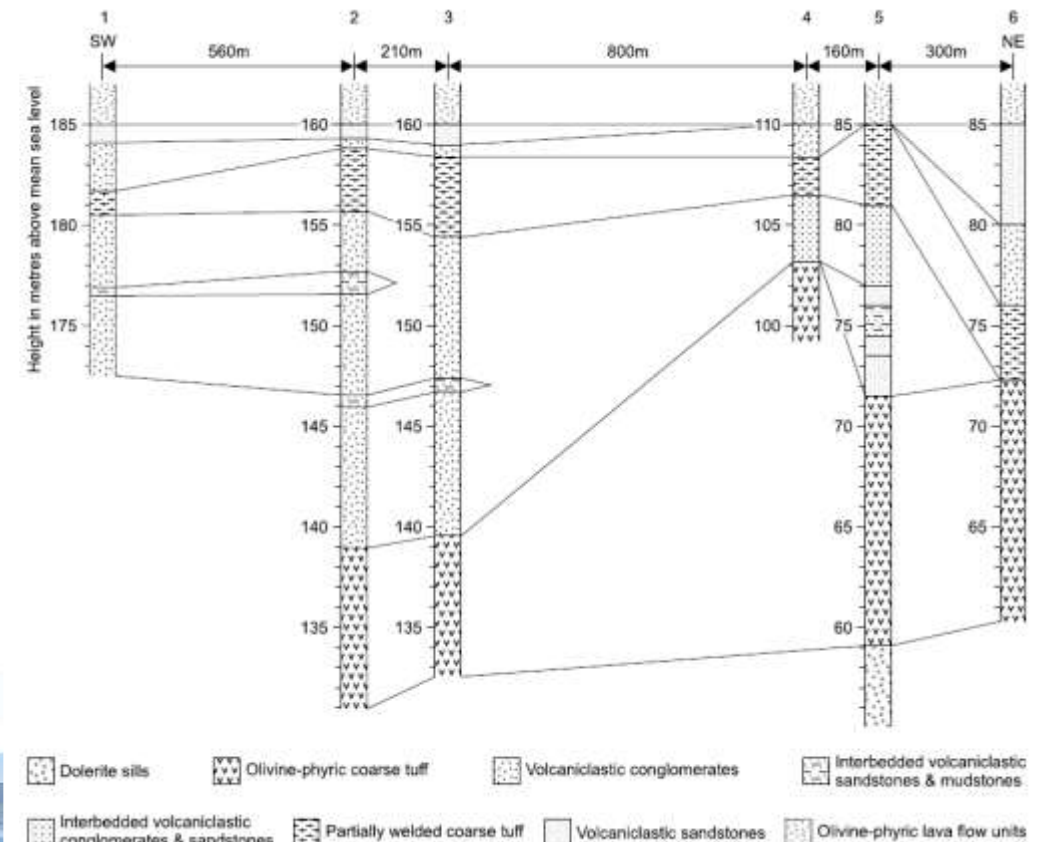 1 2 3 4 5 6
SW NE
560m 210m 800m 160m 300m
Height in metres above mean sea level
185 160 160 110 85 85
180 155 155 105 80 80
175 150 150 100 75 75
145 145 70 70
140 140 65 65
135 135 60
Dolerite sills
Olivine-phyric coarse tuff
Volcaniclastic conglomerates
Interbedded volcaniclastic
sandstones & mudstones
Interbedded volcaniclastic
conglomerates & sandstones
Partially welded coarse tuff
Volcaniclastic sandstones
Olivine-phyric lava flow units